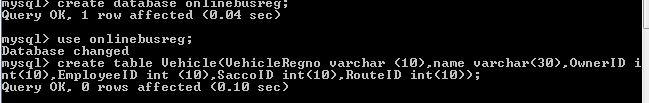 mysql> create database onlinebusreg;
Query OK, 1 row affected (0.04 sec)
mysql> use onlinebusreg;
Database changed
mysql> create table Vehicle(VehicleRegno varchar (10),name varchar(30),OwnerID i
nt(10),EmployeeID int (10),SaccoID int(10),RouteID int(10));
Query OK, 0 rows affected (0.10 sec)